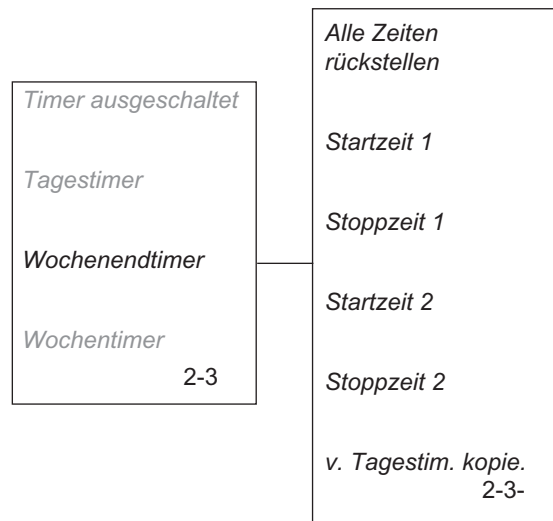 Timer ausgeschaltet
Tagestimer
Wochenendtimer
Wochentimer
2-3
Alle Zeiten
rückstellen
Startzeit 1
Stoppzeit 1
Startzeit 2
Stoppzeit 2
v. Tagestim. kopie.
2-3-